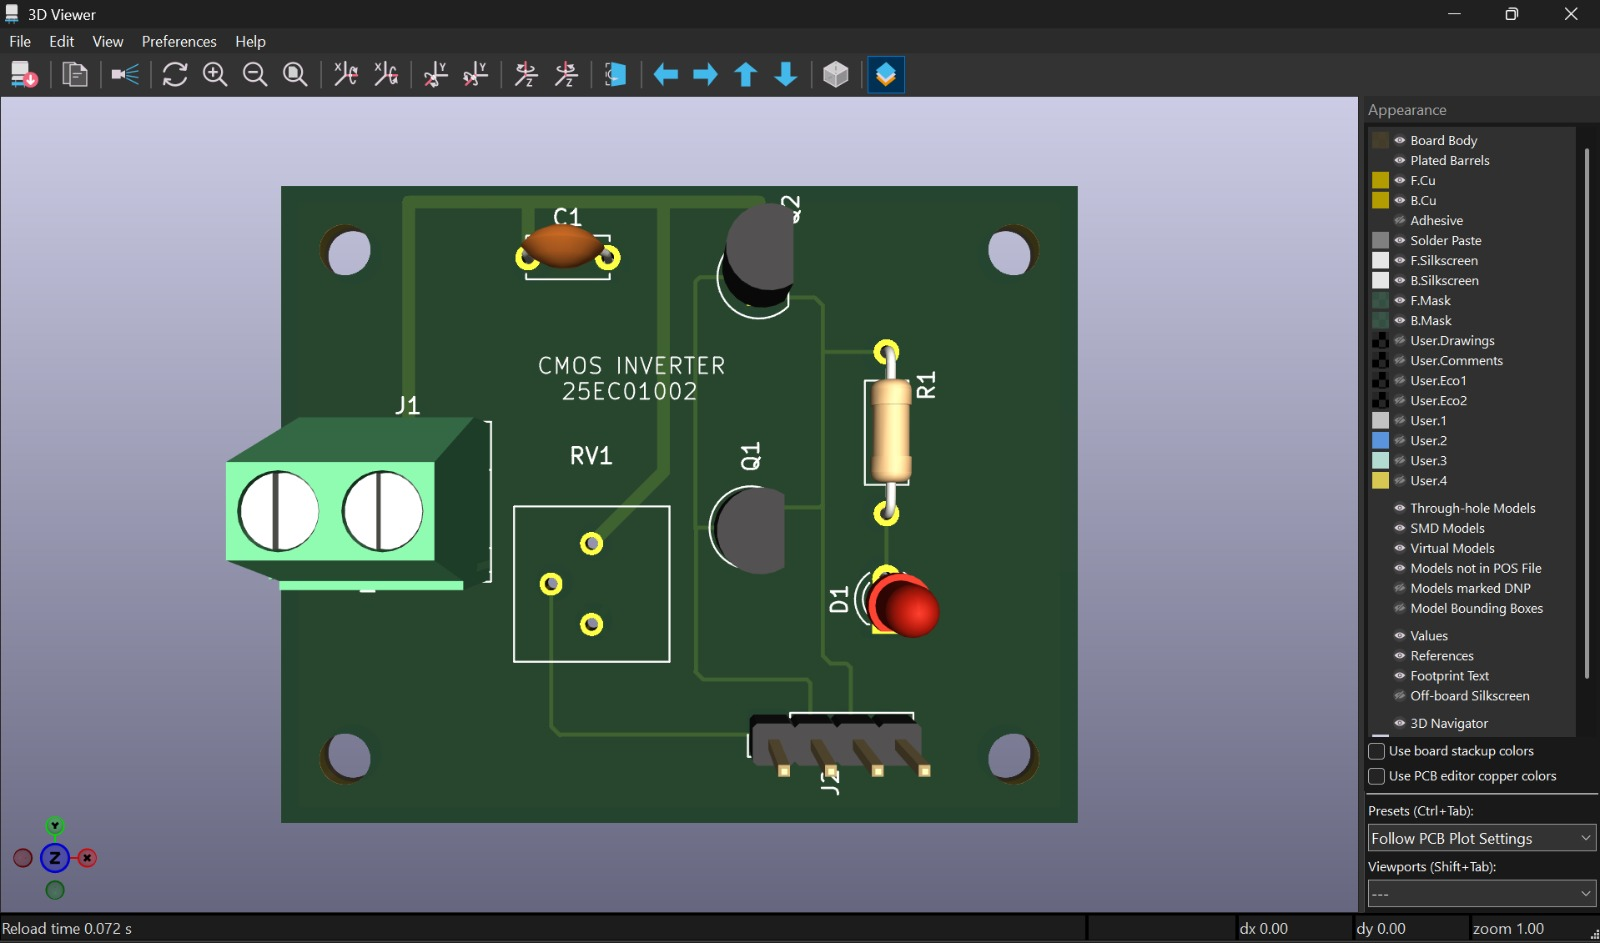 3D Viewer
File Edit View Preferences Help
Appearance
Board Body
Plated Barrels
F.Cu
B.Cu
Adhesive
Solder Paste
F.Silkscreen
B.Silkscreen
F.Mask
B.Mask
User.Drawings
User.Comments
User.Eco1
User.Eco2
User.1
User.2
User.3
User.4
Through-hole Models
SMD Models
Virtual Models
Models not in POS File
Models marked DNP
Model Bounding Boxes
Values
References
Footprint Text
Off-board Silkscreen
3D Navigator
Use board stackup colors
Use PCB editor copper colors
Presets (Ctrl+Tab):
Follow PCB Plot Settings
Viewports (Shift+Tab):
---
C1
Q2
CMOS INVERTER
25EC01002
R1
J1
RV1
Q1
D1
J2
Y
Z
X
Reload time 0.072 s
dx 0.00
dy 0.00
zoom 1.00